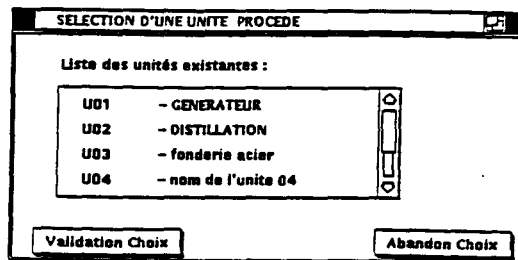 SELECTION D'UNE UNITE PROCEDE
Liste des unités existantes :
U01 - GENERATEUR
U02 - DISTILLATION
U03 - fonderie acier
U04 - nom de l'unite 04
Validation Choix Abandon Choix